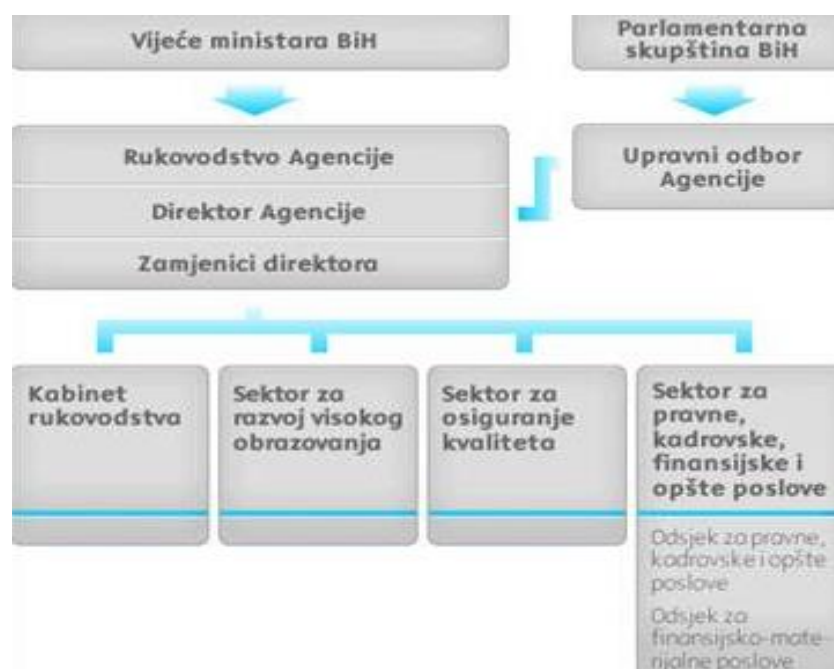 Vijeće ministara BiH
Parlamentarna
skupština BiH
Rukovodstvo Agencije
Direktor Agencije
Zamjenici direktora
Upravni odbor
Agencije
Kabinet
rukovodstva
Sektor za
razvoj visokog
obrazovanja
Sektor za
osiguranje
kvaliteta
Sektor za
pravne,
kadrovske,
finansijske i
opšte poslove
Odsjek za pravne,
kadrovske i opšte
poslove
Odsjek za
finansijsko-mate-
rijalne poslove